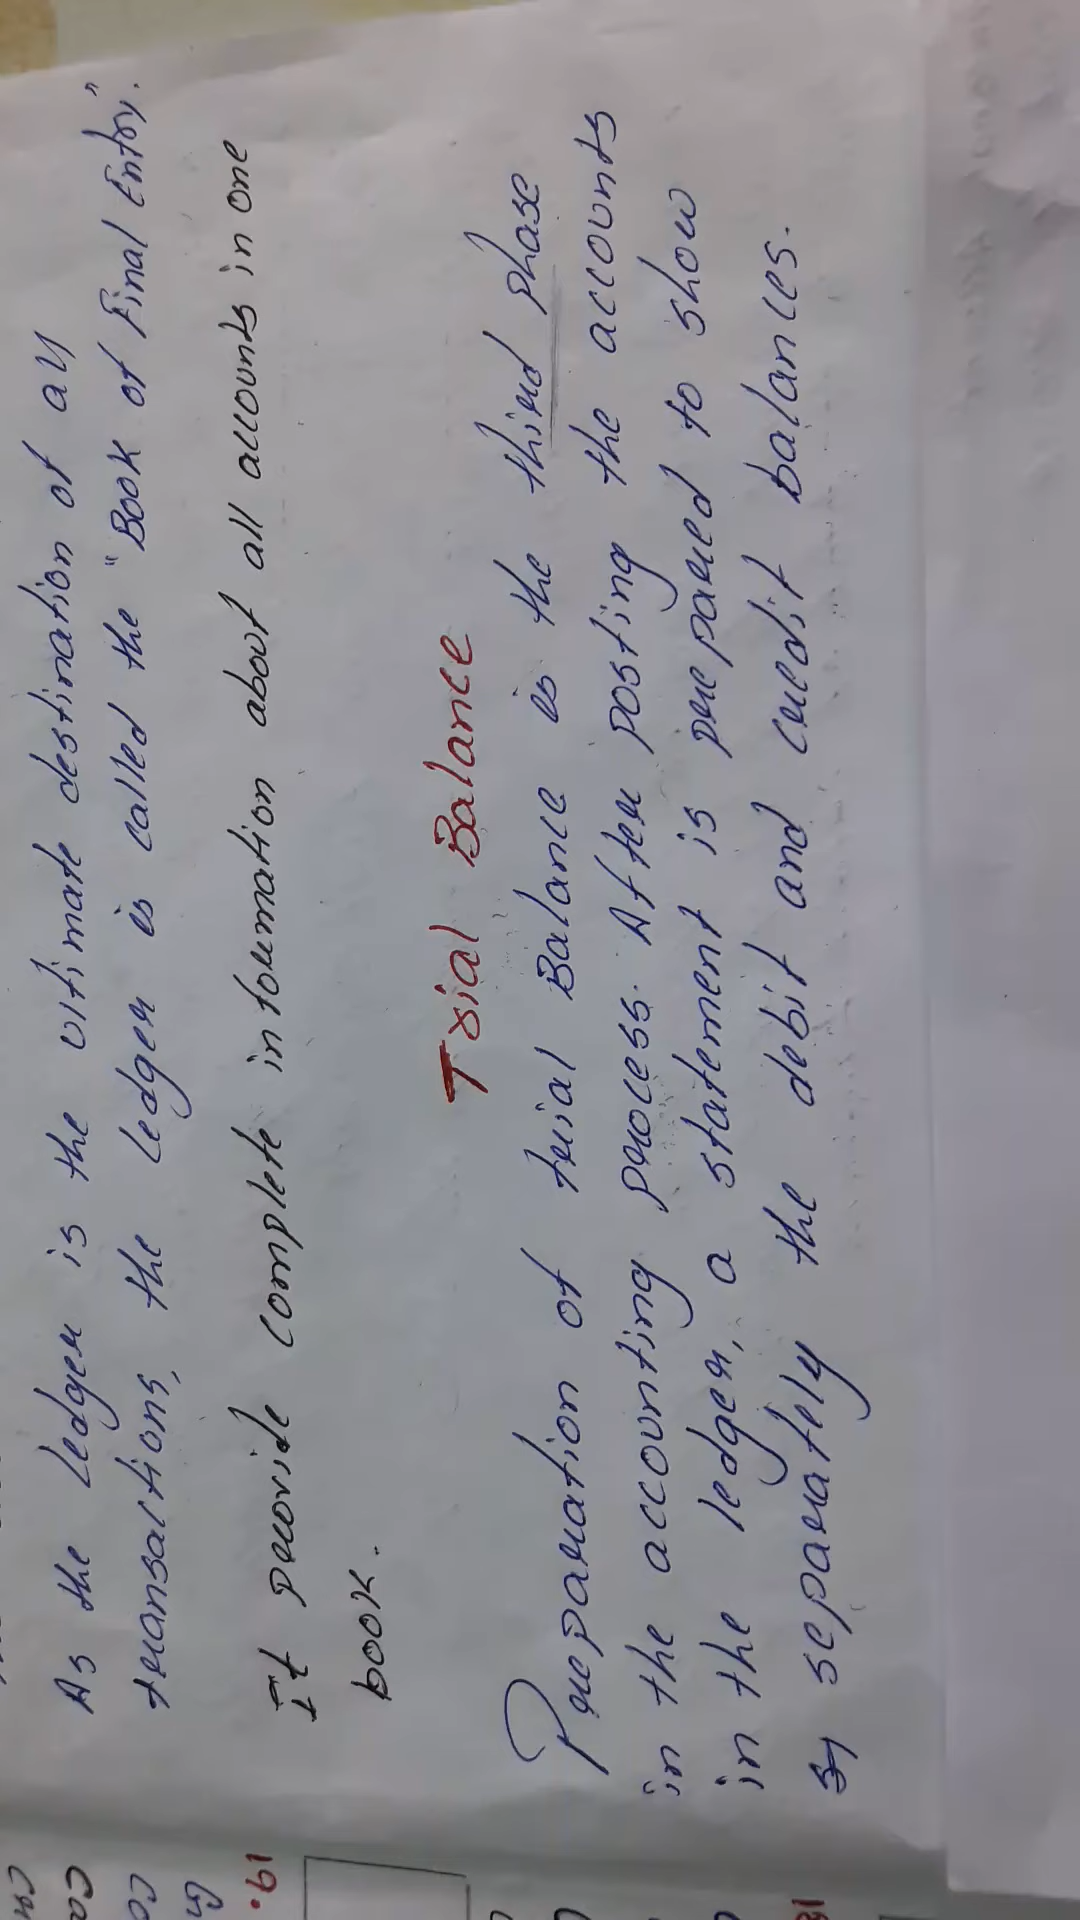 As the Ledger is the ultimate destination of all
transactions, the Ledger is called the "Book of Final Entry."
It provide complete information about all accounts in one
book.
Trial Balance
Preparation of trial Balance is the third phase
in the accounting process. After posting the accounts
in the ledger, a statement is prepared to show
separately the debit and credit balances.
19.